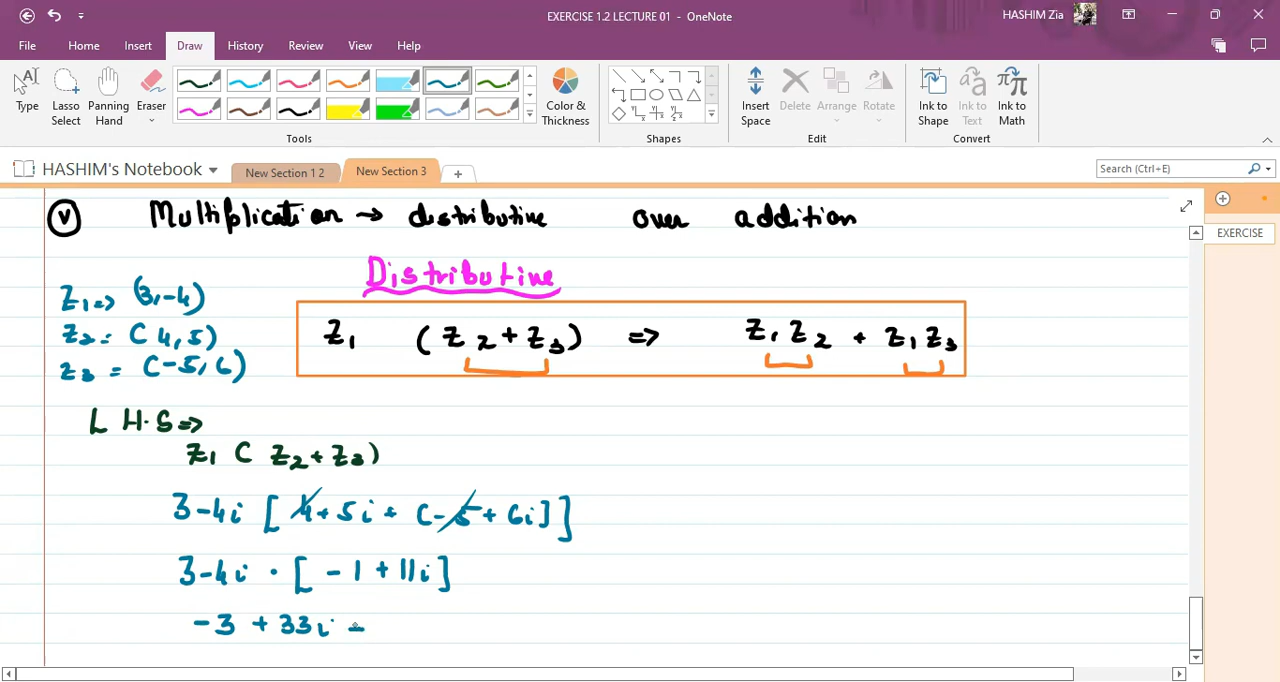 EXERCISE 1.2 LECTURE 01 - OneNote
HASHIM Zia
File Home Insert Draw History Review View Help
Type
Lasso Select
Panning Hand
Eraser
Color & Thickness
Insert Space
Delete
Arrange
Rotate
Ink to Shape
Ink to Text
Ink to Math
Tools
Shapes
Edit
Convert
HASHIM's Notebook
New Section 1 2
New Section 3
Search (Ctrl+E)
EXERCISE
(V) Multiplication → distributive over addition
Distributive
Z1 => (3,-4)
Z2 = (4,5)
Z3 = (-5,6)
Z1 (Z2+Z3) => Z1Z2 + Z1Z3
L H.S =>
Z1 (Z2+Z3)
3-4i [4+5i+(-5+6i]]
3-4i · [-1+11i]
-3 + 33i -